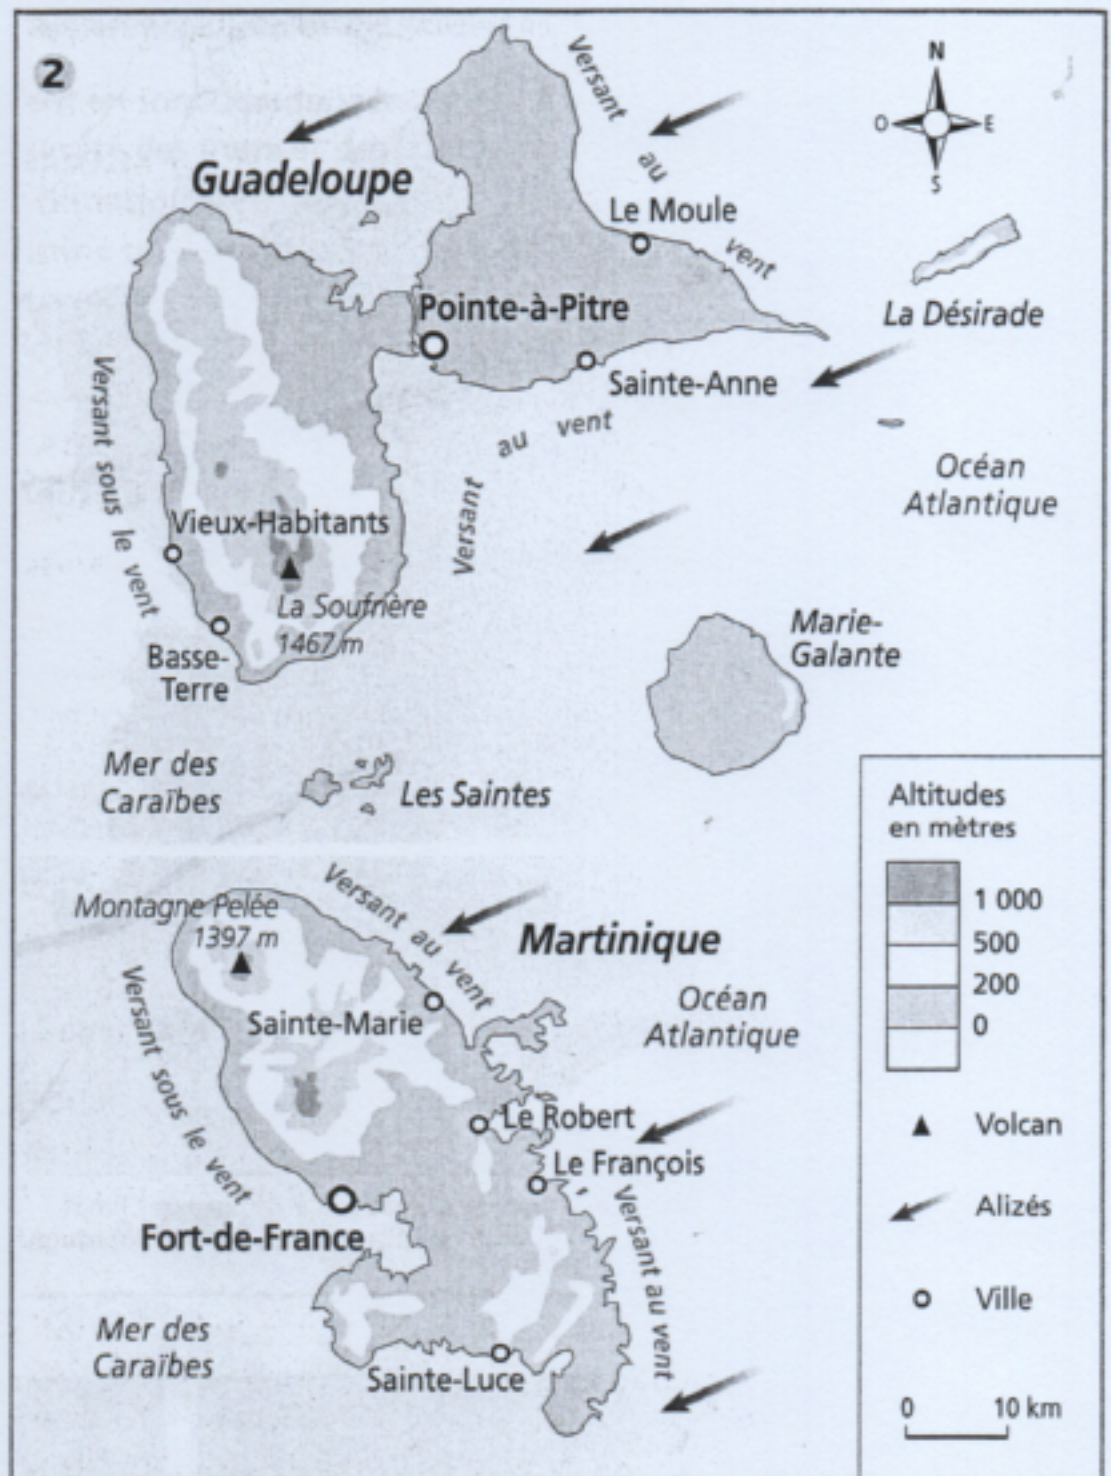 2
N
O
E
S
Versant
au
vent
Guadeloupe
Le Moule
Pointe-à-Pitre
La Désirade
Sainte-Anne
Versant sous le vent
Versant
au
vent
Océan
Atlantique
Vieux-Habitants
La Soufrière
1467 m
Basse-
Terre
Marie-
Galante
Mer des
Caraïbes
Les Saintes
Versant au vent
Montagne Pelée
1397 m
Martinique
Versant sous le vent
Océan
Atlantique
Sainte-Marie
Le Robert
Le François
Versant au vent
Fort-de-France
Mer des
Caraïbes
Sainte-Luce
Altitudes
en mètres
1 000
500
200
0
Volcan
Alizés
Ville
0
10 km